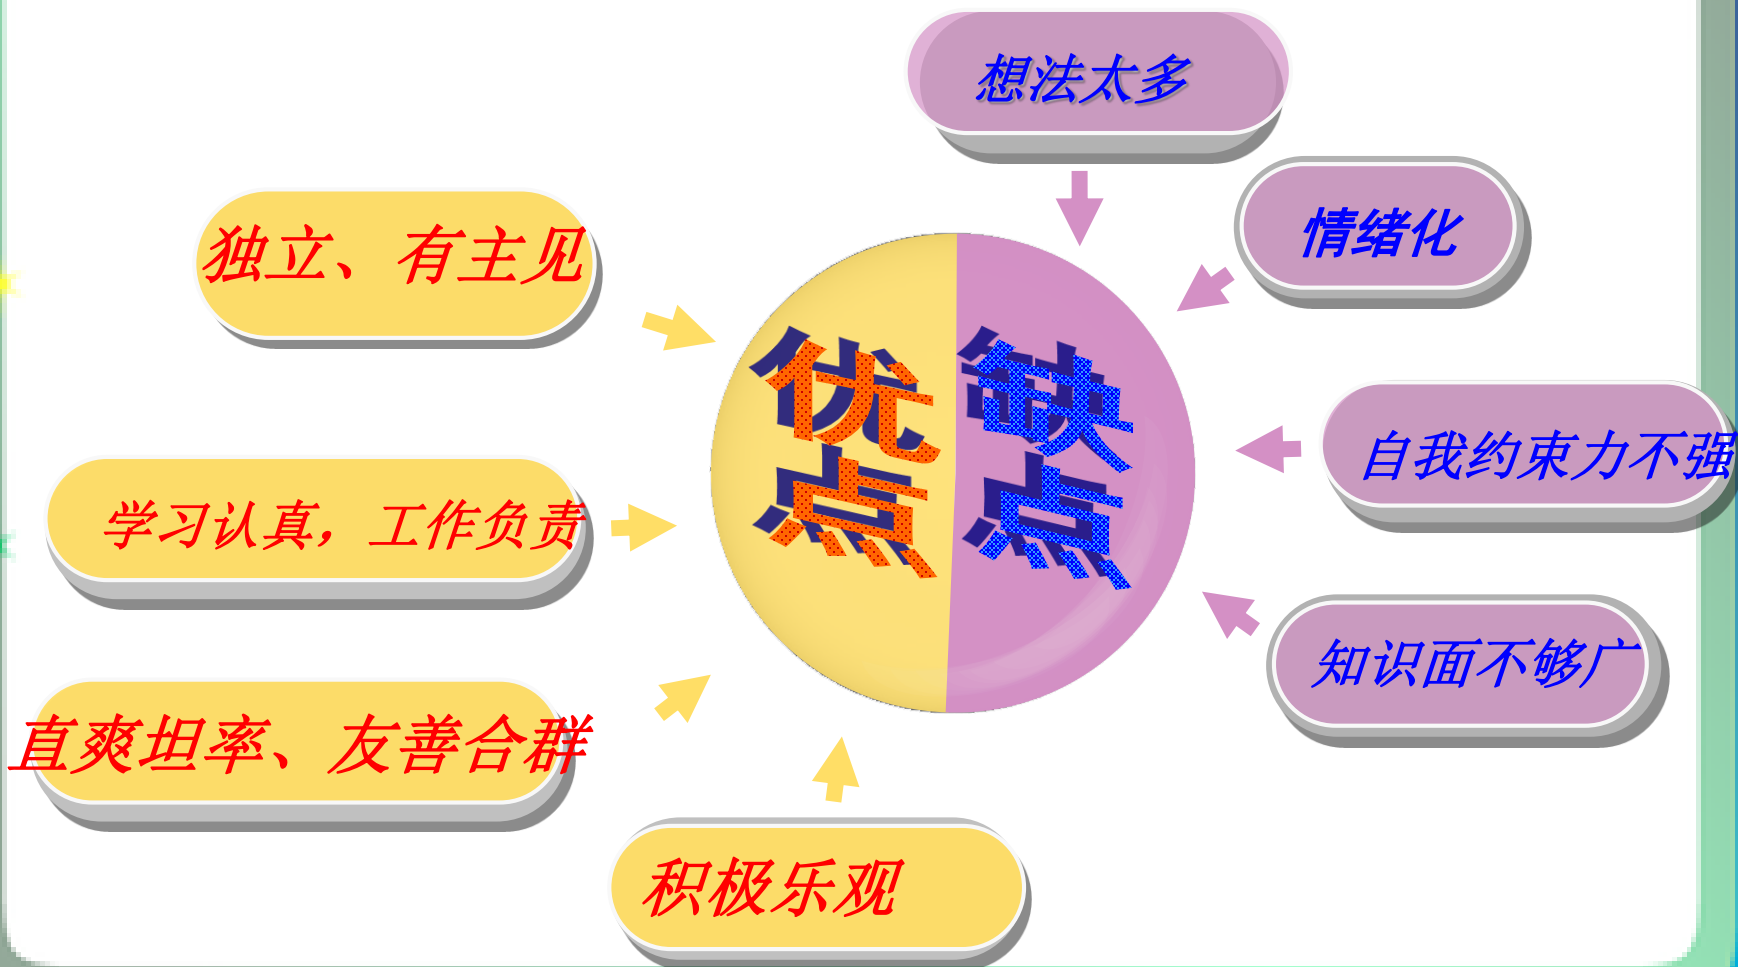 想法太多
情绪化
独立、有主见
优点
缺点
自我约束力不强
学习认真，工作负责
知识面不够广
直爽坦率、友善合群
积极乐观